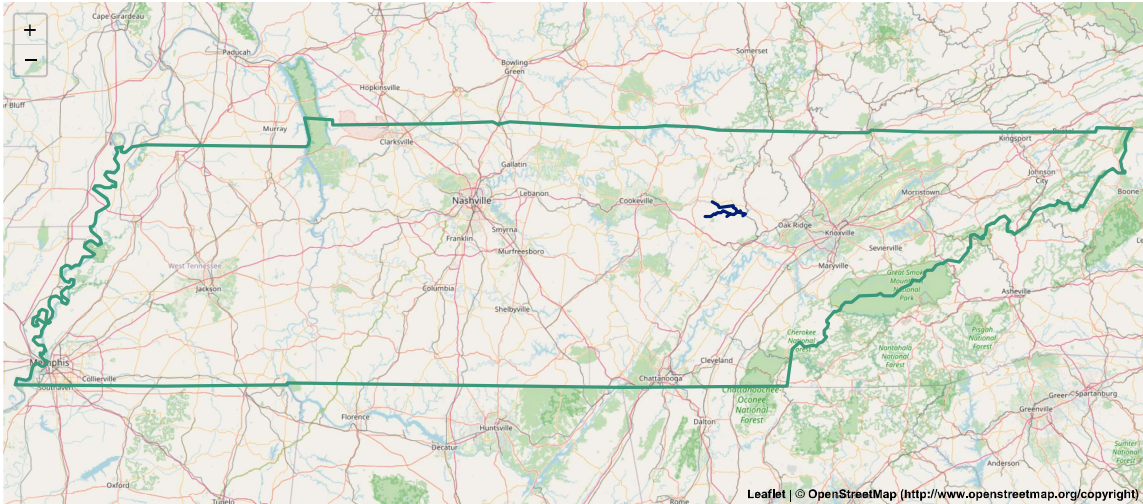 Cape Girardeau
+
Paducah
Somerset
Bowling
Green
−
Hopkinsville
Murray
Clarksville
Kingsport
Gallatin
Johnson
City
Boone
Nashville
Lebanon
Cookeville
Morristown
Smyrna
Franklin
Murfreesboro
Oak Ridge
Knoxville
Sevierville
Maryville
West Tennessee
Jackson
Columbia
Great Smoky
Mountains
National
Park
Asheville
Shelbyville
Cherokee
National
Forest
Pisgah
National
Forest
Nantahala
National
Forest
Memphis
Southaven
Collierville
Chattanooga
Cleveland
Chattahoochee-
Oconee
National
Forest
Greer
Spartanburg
Greenville
Florence
Huntsville
Decatur
Dalton
Anderson
Sumter
National
Forest
Oxford
Tupelo
Rome
Leaflet | © OpenStreetMap (http://www.openstreetmap.org/copyright)